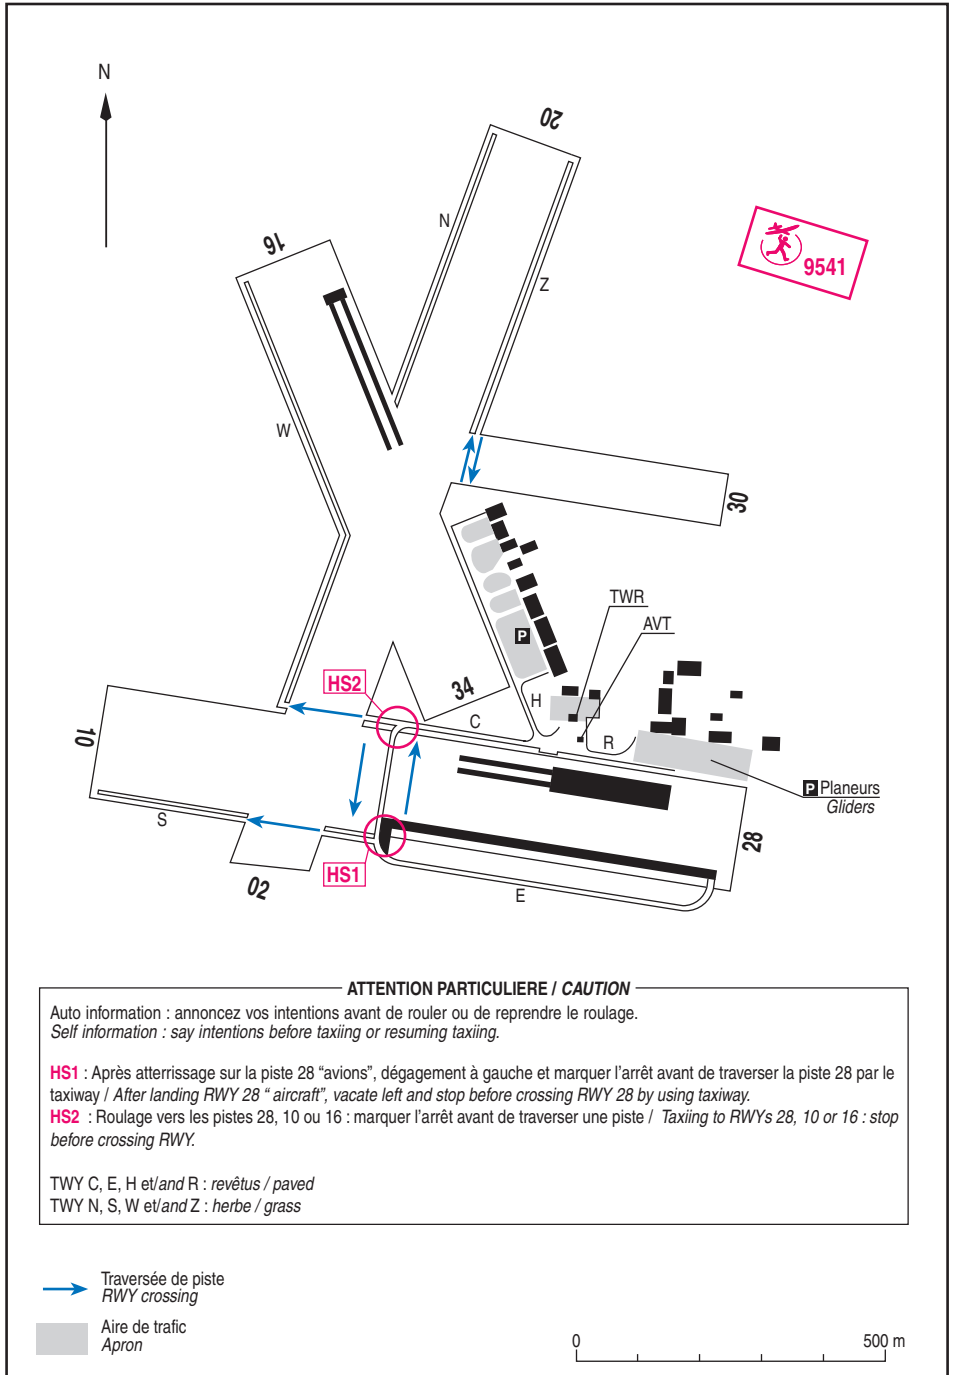 N
20
N
16
9541
Z
W
30
TWR
AVT
P
HS2
34
H
C
R
10
P Planeurs
Gliders
S
28
HS1
02
E
ATTENTION PARTICULIERE / CAUTION
Auto information : annoncez vos intentions avant de rouler ou de reprendre le roulage.
Self information : say intentions before taxiing or resuming taxiing.
HS1 : Après atterrissage sur la piste 28 “avions”, dégagement à gauche et marquer l’arrêt avant de traverser la piste 28 par le
taxiway / After landing RWY 28 “ aircraft”, vacate left and stop before crossing RWY 28 by using taxiway.
HS2 : Roulage vers les pistes 28, 10 ou 16 : marquer l’arrêt avant de traverser une piste / Taxiing to RWYs 28, 10 or 16 : stop
before crossing RWY.
TWY C, E, H et/and R : revêtus / paved
TWY N, S, W et/and Z : herbe / grass
Traversée de piste
RWY crossing
Aire de trafic
Apron
0 500 m